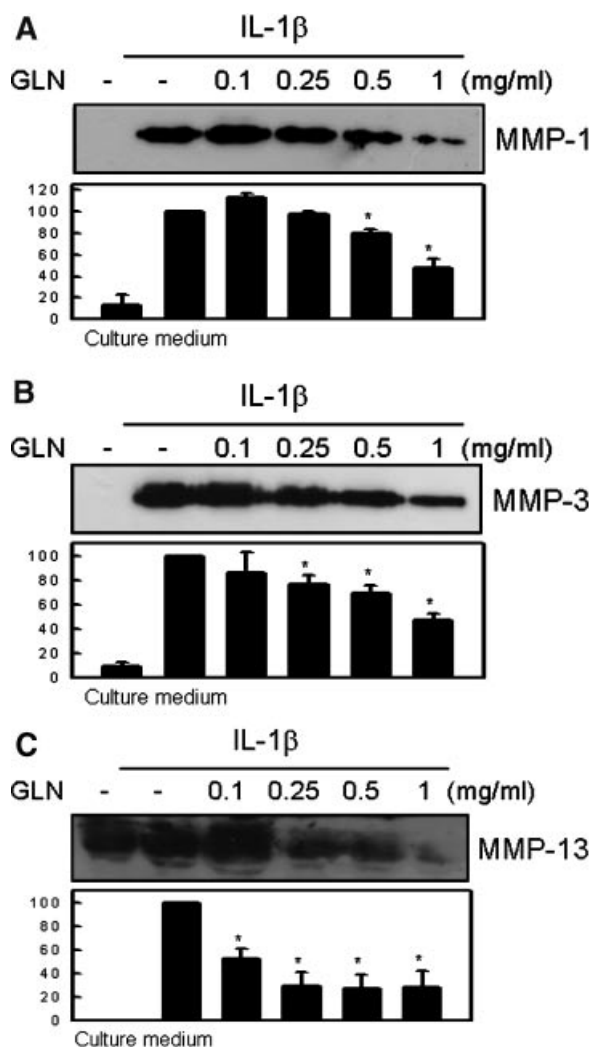 A
IL-1β
GLN - - 0.1 0.25 0.5 1 (mg/ml)
MMP-1
120
100
80
60
40
20
0
* *
Culture medium
B
IL-1β
GLN - - 0.1 0.25 0.5 1 (mg/ml)
MMP-3
100
80
60
40
20
0
* * *
Culture medium
C
IL-1β
GLN - - 0.1 0.25 0.5 1 (mg/ml)
MMP-13
100
80
60
40
20
0
* * * *
Culture medium